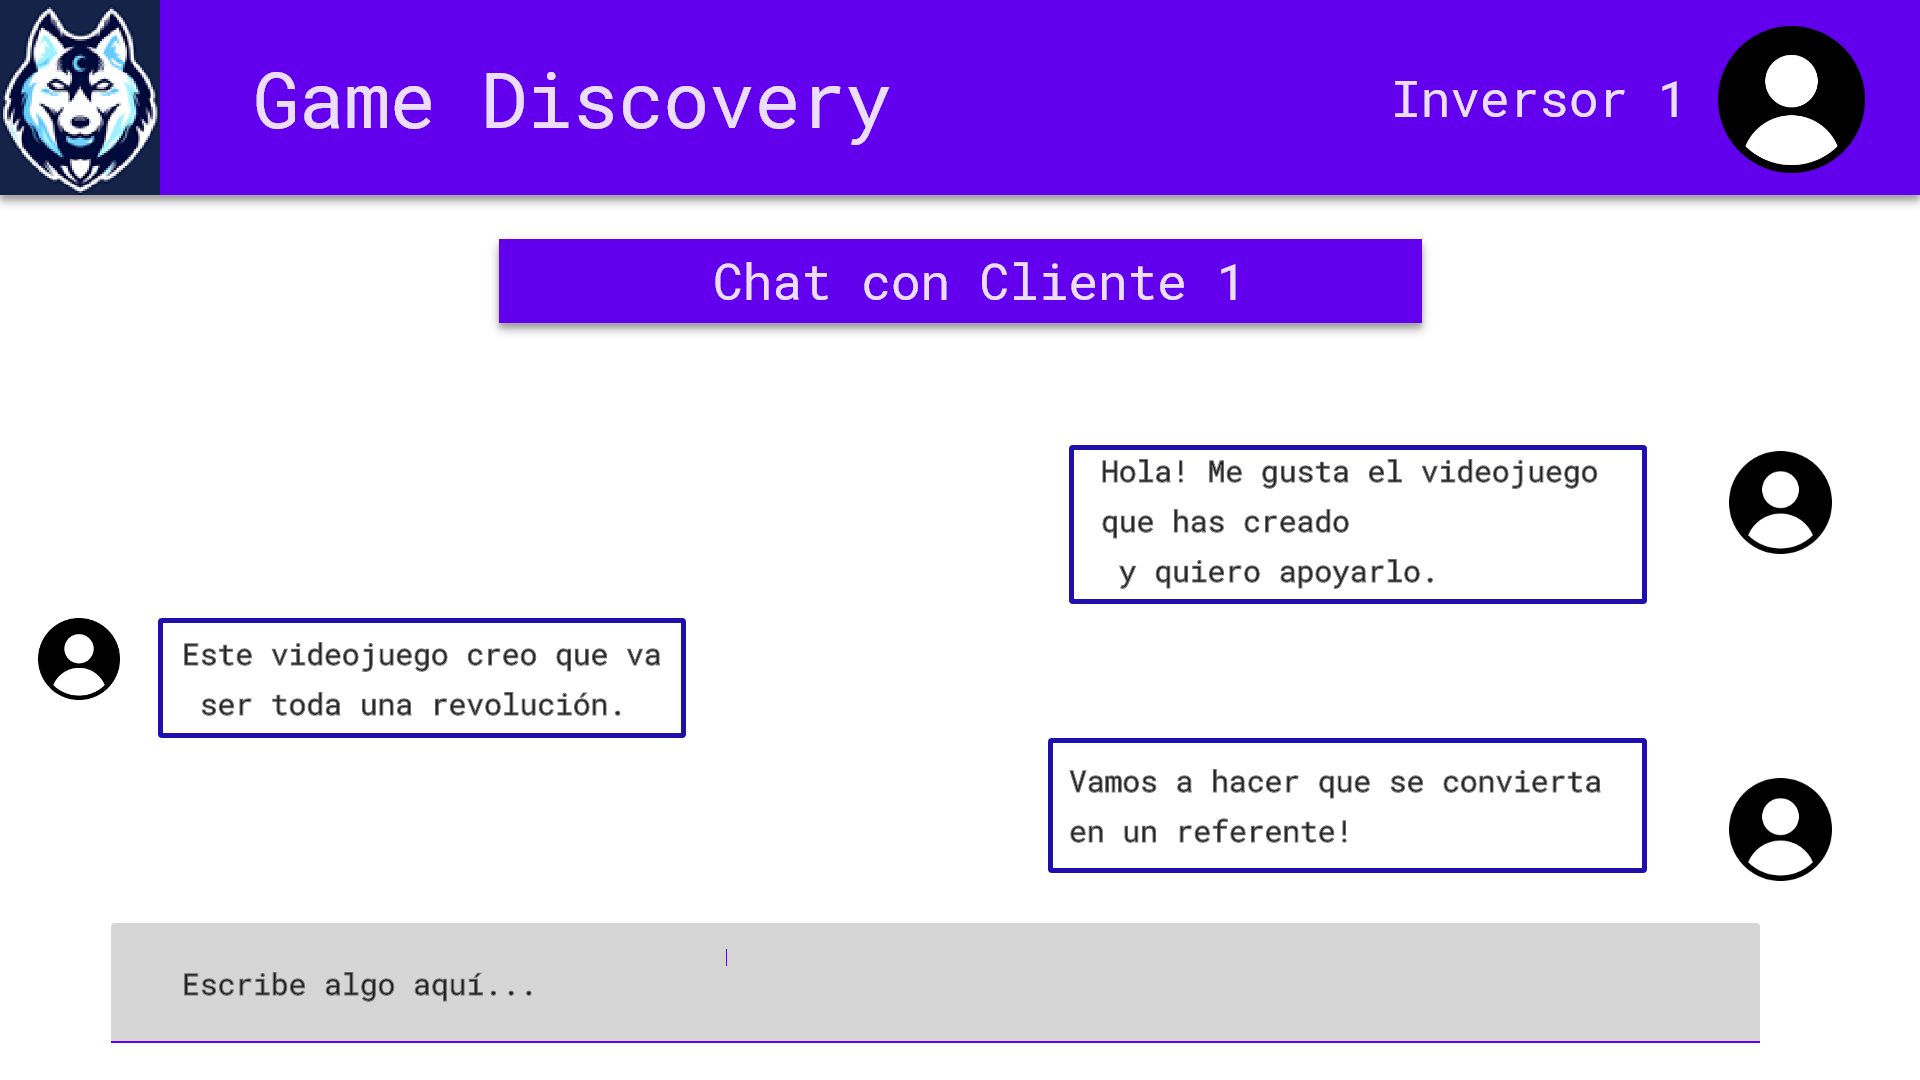 Game Discovery
Inversor 1
Chat con Cliente 1
Hola! Me gusta el videojuego
que has creado
y quiero apoyarlo.
Este videojuego creo que va
ser toda una revolución.
Vamos a hacer que se convierta
en un referente!
Escribe algo aquí...